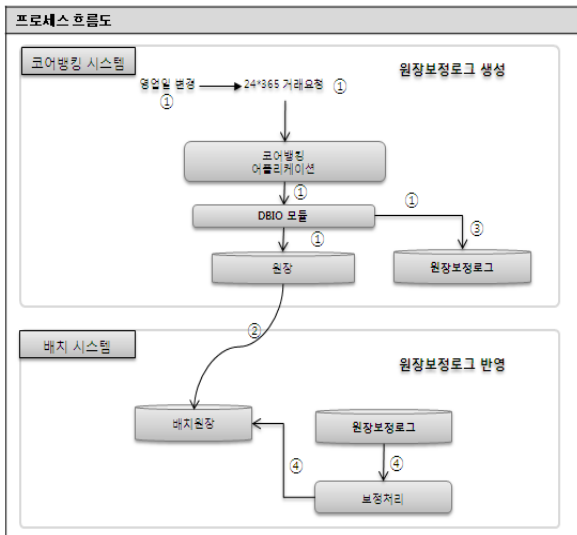 프로세스 흐름도
코어뱅킹 시스템
원장보정로그 생성
영업일 변경
24*365 거래요청 ①
①
코어뱅킹
어플리케이션
①
①
DBIO 모듈
③
①
원장
원장보정로그
②
배치 시스템
원장보정로그 반영
배치원장
원장보정로그
④
④
보정처리